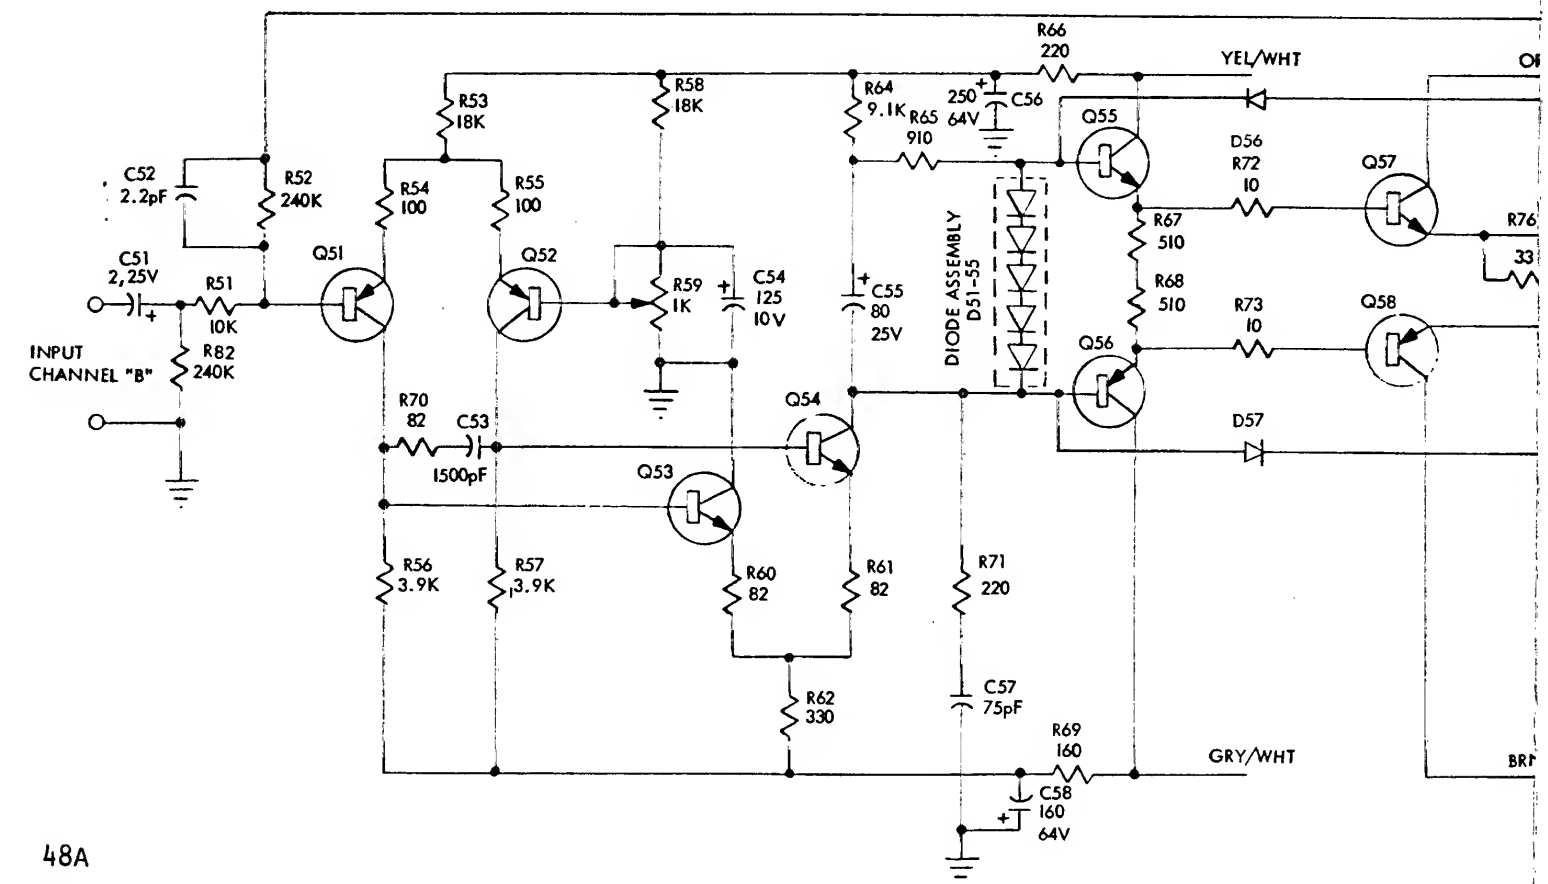 R66
220
YEL/WHT
R58
18K
R53
18K
R64
9.1K
R65
910
250
64V
C56
Q55
D56
R72
10
Q57
C52
2.2pF
R52
240K
R54
100
R55
100
R67
510
R76
33
C51
2,25V
R51
10K
Q51
Q52
R59
1K
C54
125
10V
C55
80
25V
DIODE ASSEMBLY
D51-55
R68
510
R73
10
Q58
INPUT
CHANNEL "B"
R82
240K
Q56
R70
82
C53
1500pF
Q54
D57
Q53
R56
3.9K
R57
3.9K
R60
82
R61
82
R71
220
R62
330
C57
75pF
R69
160
GRY/WHT
C58
160
64V
48A